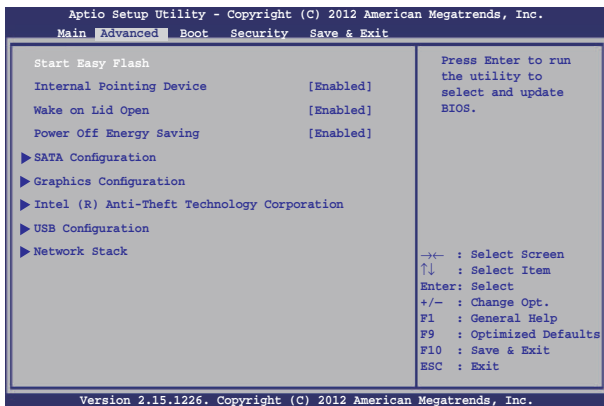 Aptio Setup Utility - Copyright (C) 2012 American Megatrends, Inc.
Main Advanced Boot Security Save & Exit
Start Easy Flash
Internal Pointing Device [Enabled]
Wake on Lid Open [Enabled]
Power Off Energy Saving [Enabled]
SATA Configuration
Graphics Configuration
Intel (R) Anti-Theft Technology Corporation
USB Configuration
Network Stack
Press Enter to run
the utility to
select and update
BIOS.
→← : Select Screen
↑↓ : Select Item
Enter: Select
+/— : Change Opt.
F1 : General Help
F9 : Optimized Defaults
F10 : Save & Exit
ESC : Exit
Version 2.15.1226. Copyright (C) 2012 American Megatrends, Inc.